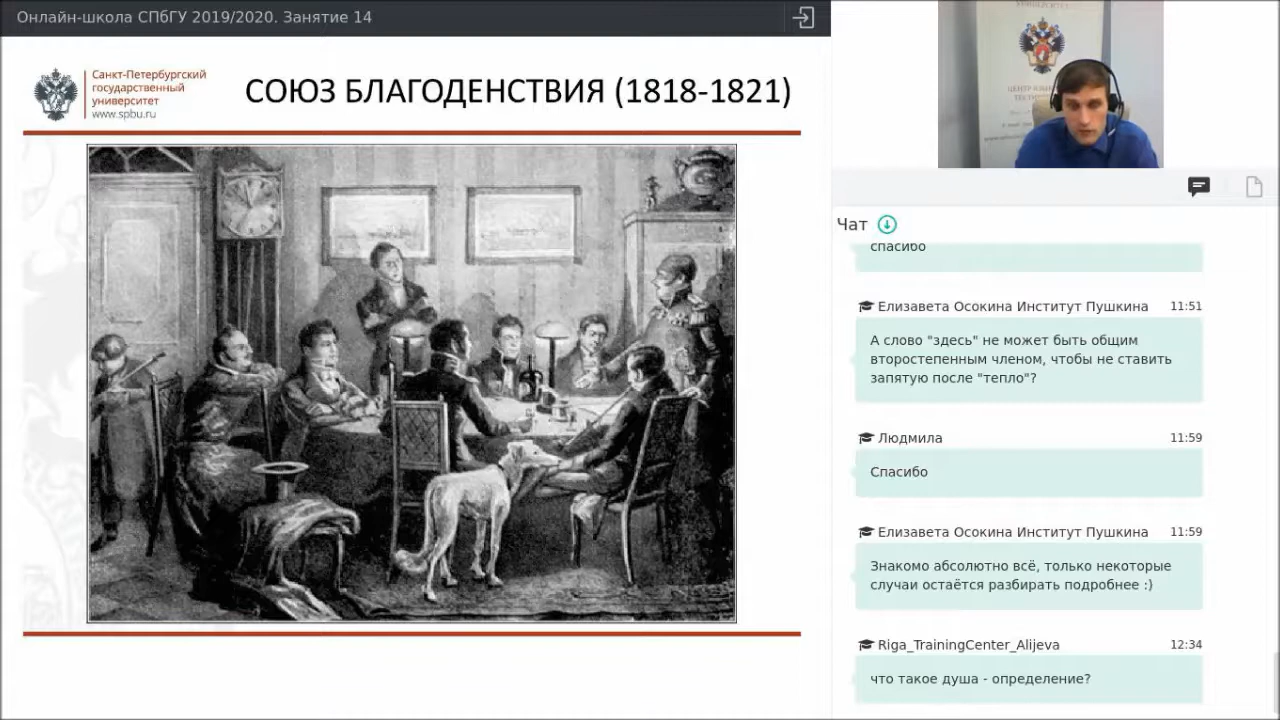 Онлайн-школа СПбГУ 2019/2020. Занятие 14
Санкт-Петербургский
государственный
университет
www.spbu.ru
СОЮЗ БЛАГОДЕНСТВИЯ (1818-1821)
Чат
спасибо
Елизавета Осокина Институт Пушкина 11:51
А слово "здесь" не может быть общим
второстепенным членом, чтобы не ставить
запятую после "тепло"?
Людмила 11:59
Спасибо
Елизавета Осокина Институт Пушкина 11:59
Знакомо абсолютно всё, только некоторые
случаи остаётся разбирать подробнее :)
Riga_TrainingCenter_Alijeva 12:34
что такое душа - определение?